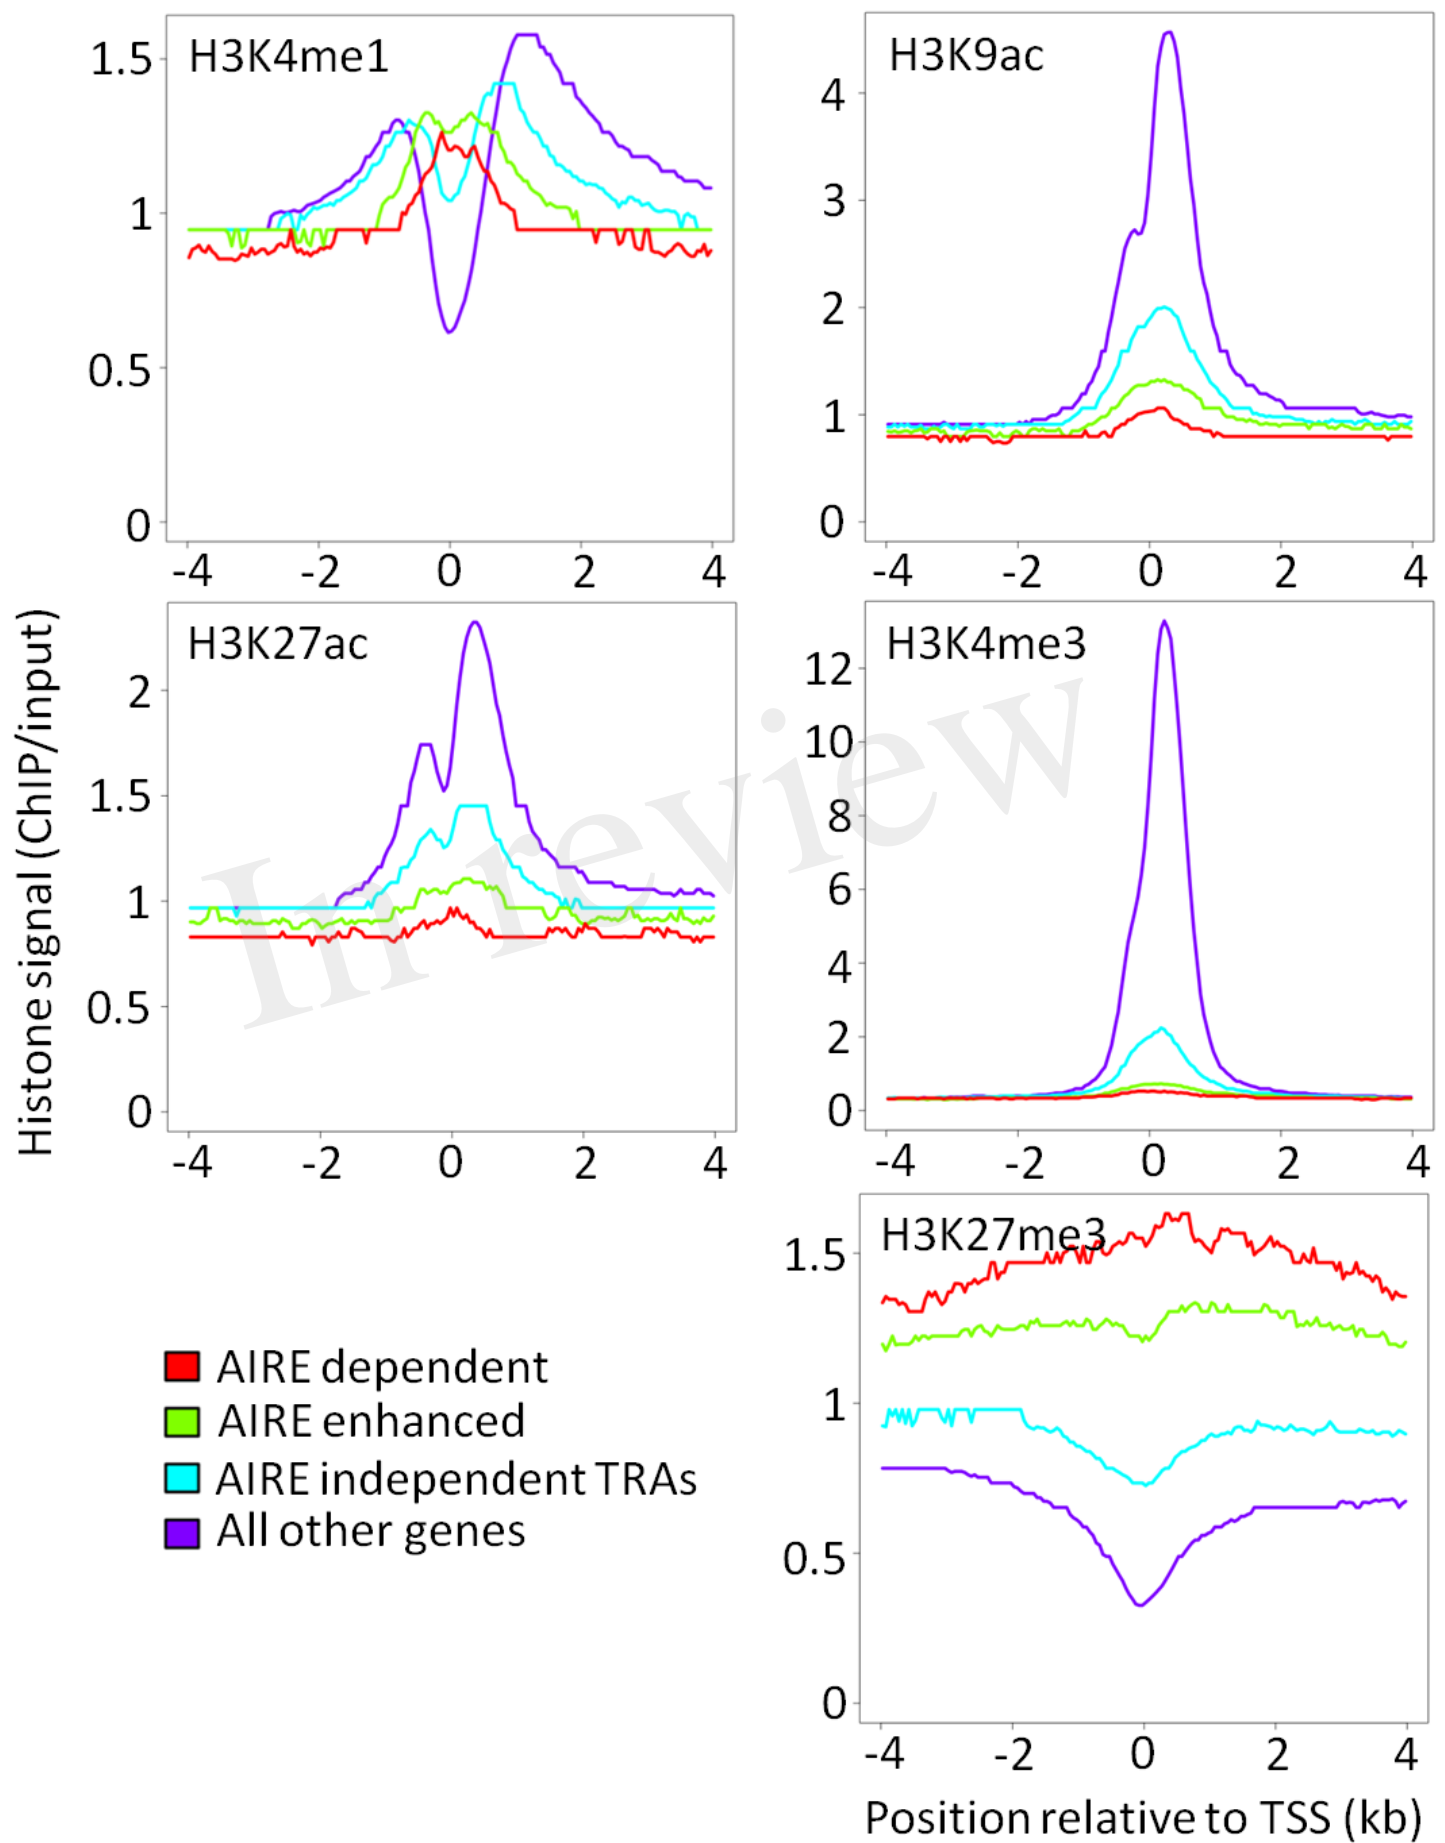 H3K4me1
1.5
1
0.5
0
-4 -2 0 2 4
H3K9ac
4
3
2
1
0
-4 -2 0 2 4
Histone signal (ChIP/input)
H3K27ac
2
1.5
1
0.5
0
-4 -2 0 2 4
H3K4me3
12
10
8
6
4
2
0
-4 -2 0 2 4
In review
H3K27me3
1.5
1
0.5
0
-4 -2 0 2 4
Position relative to TSS (kb)
AIRE dependent
AIRE enhanced
AIRE independent TRAs
All other genes